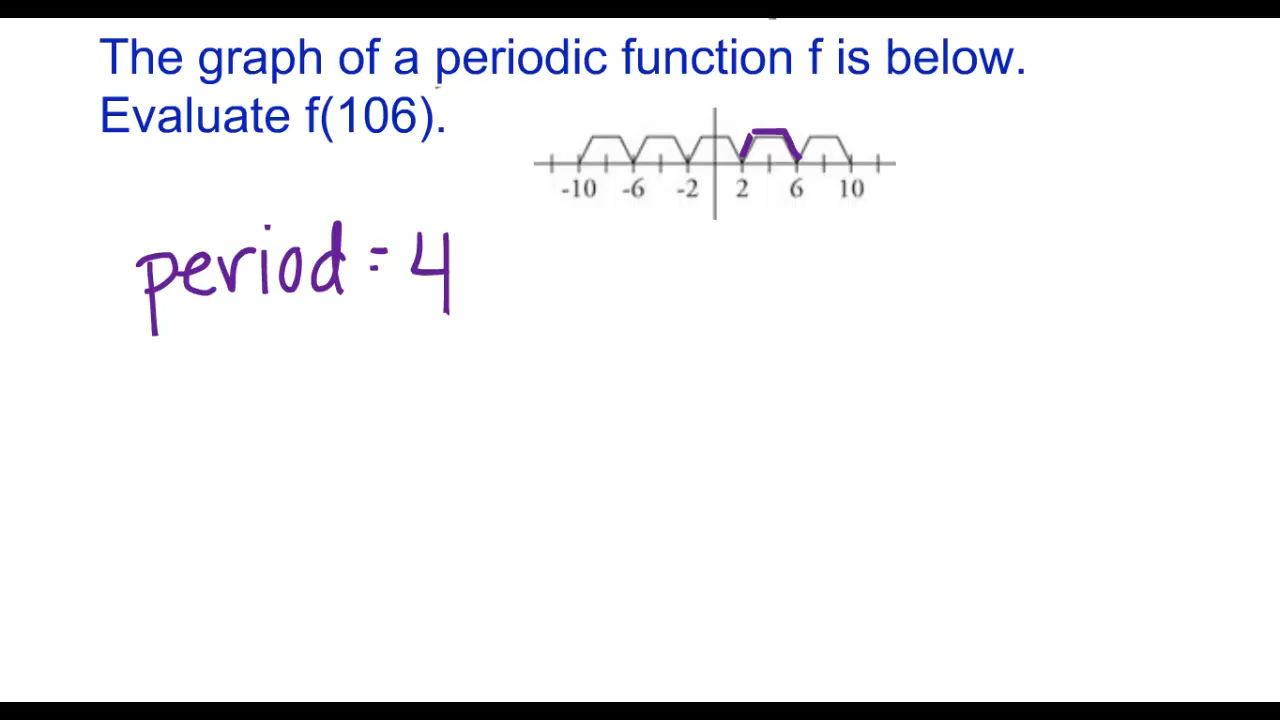 The graph of a periodic function f is below.
Evaluate f(106).
-10 -6 -2 2 6 10
period = 4